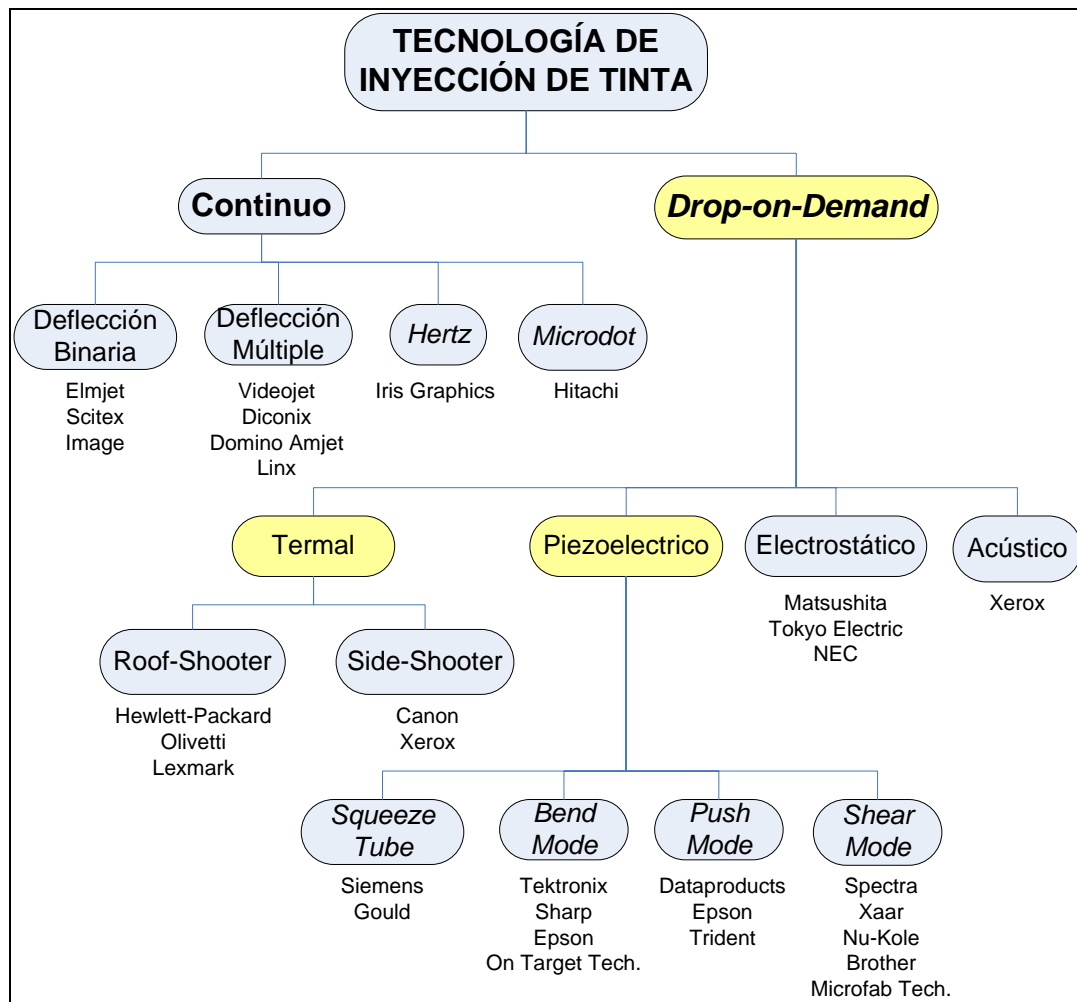 TECNOLOGÍA DE
INYECCIÓN DE TINTA
Continuo
Drop-on-Demand
Deflección
Binaria
Elmjet
Scitex
Image
Deflección
Múltiple
Videojet
Diconix
Domino Amjet
Linx
Hertz
Iris Graphics
Microdot
Hitachi
Termal
Piezoelectrico
Electrostático
Matsushita
Tokyo Electric
NEC
Acústico
Xerox
Roof-Shooter
Hewlett-Packard
Olivetti
Lexmark
Side-Shooter
Canon
Xerox
Squeeze
Tube
Siemens
Gould
Bend
Mode
Tektronix
Sharp
Epson
On Target Tech.
Push
Mode
Dataproducts
Epson
Trident
Shear
Mode
Spectra
Xaar
Nu-Kole
Brother
Microfab Tech.